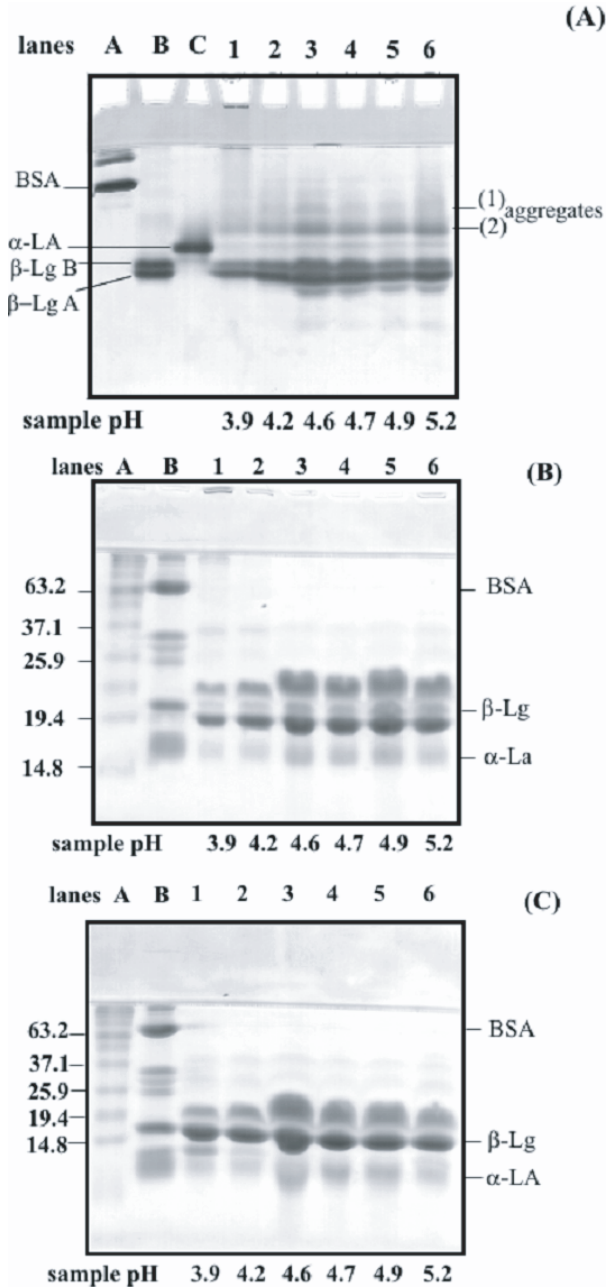 (A)
lanes A B C 1 2 3 4 5 6
BSA
(1)
aggregates
(2)
α-LA
β-Lg B
β-Lg A
sample pH 3.9 4.2 4.6 4.7 4.9 5.2
lanes A B 1 2 3 4 5 6 (B)
63.2 BSA
37.1
25.9
19.4 β-Lg
14.8 α-La
sample pH 3.9 4.2 4.6 4.7 4.9 5.2
lanes A B 1 2 3 4 5 6 (C)
63.2 BSA
37.1
25.9
19.4
14.8 β-Lg
α-LA
sample pH 3.9 4.2 4.6 4.7 4.9 5.2